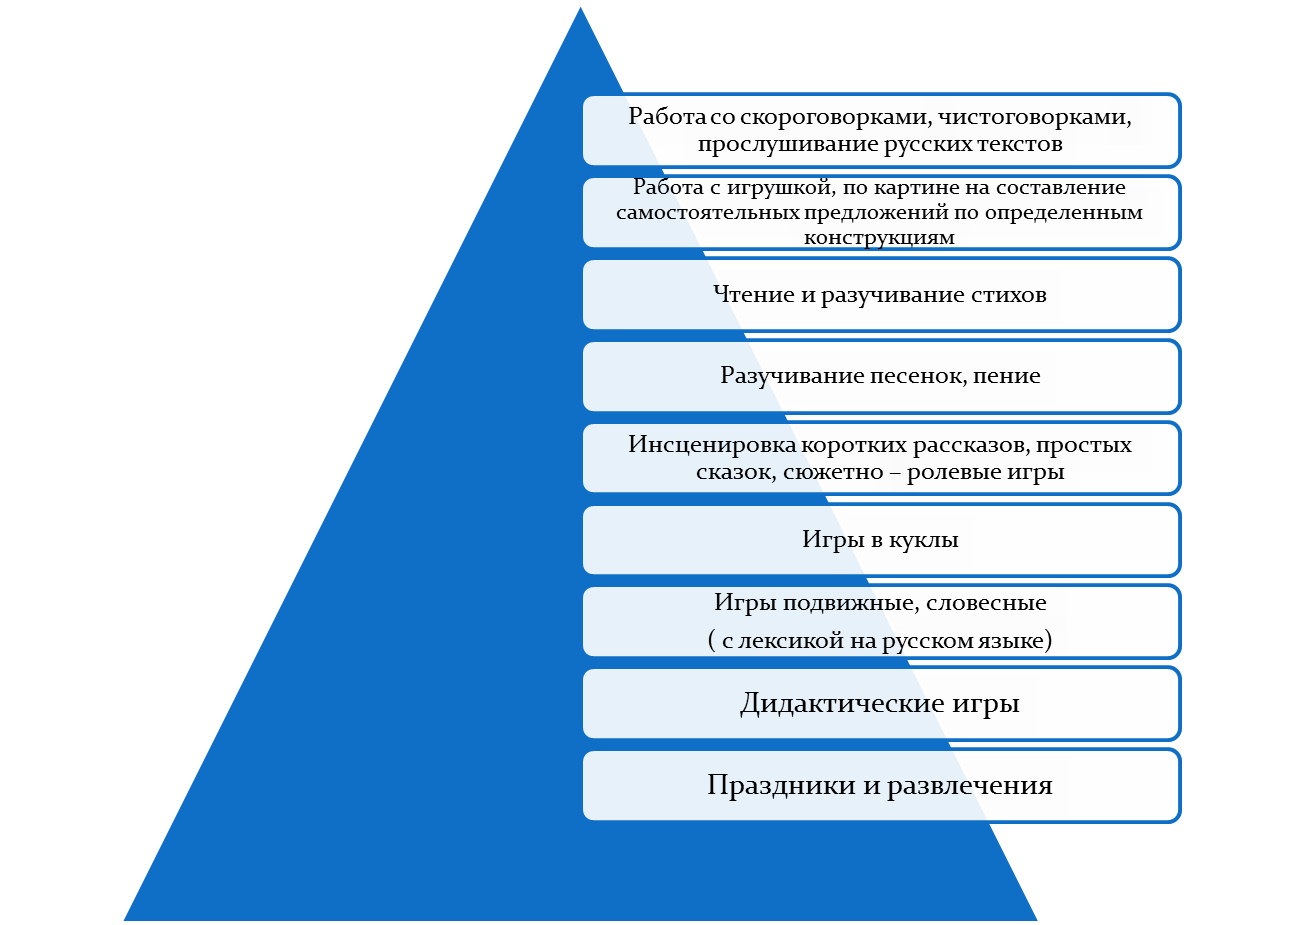 Работа со скороговорками, чистоговорками,
прослушивание русских текстов
Работа с игрушкой, по картине на составление
самостоятельных предложений по определенным
конструкциям
Чтение и разучивание стихов
Разучивание песенок, пение
Инсценировка коротких рассказов, простых
сказок, сюжетно – ролевые игры
Игры в куклы
Игры подвижные, словесные
( с лексикой на русском языке)
Дидактические игры
Праздники и развлечения